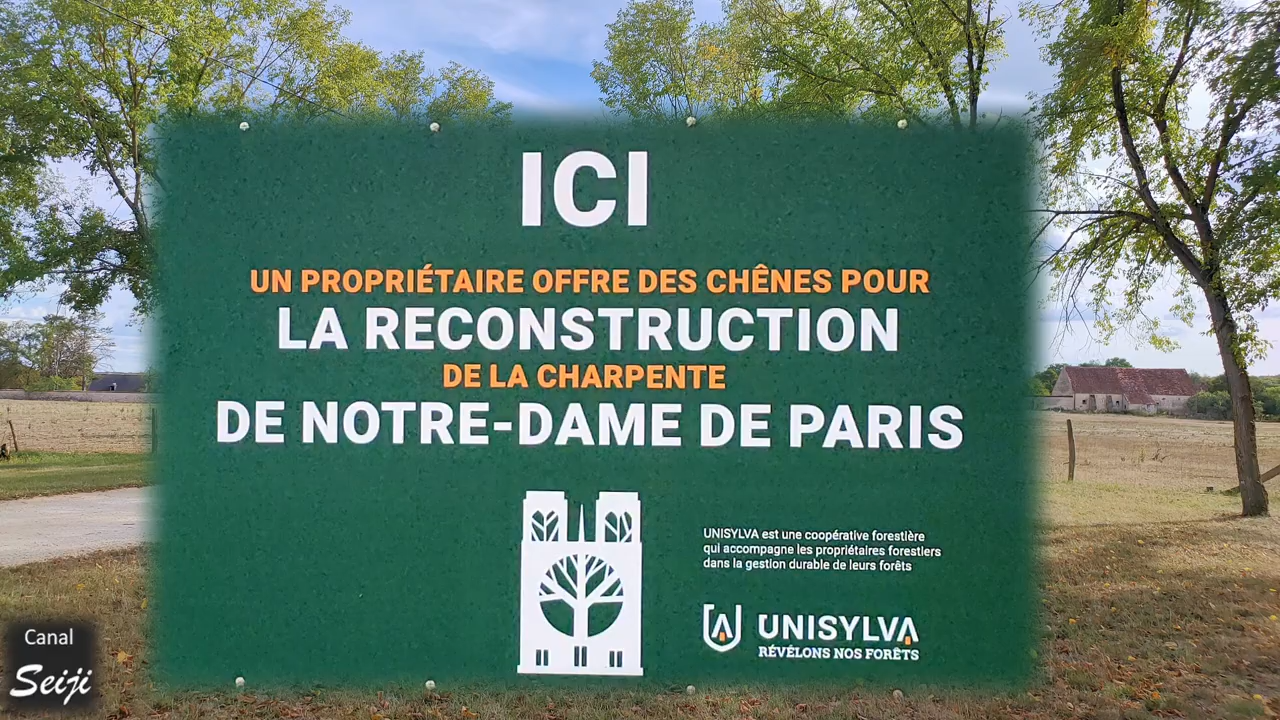 ICI
UN PROPRIÉTAIRE OFFRE DES CHÊNES POUR
LA RECONSTRUCTION
DE LA CHARPENTE
DE NOTRE-DAME DE PARIS
UNISYLVA est une coopérative forestière
qui accompagne les propriétaires forestiers
dans la gestion durable de leurs forêts
UNISYLVA
RÉVÉLONS NOS FORÊTS
Canal
Seiji